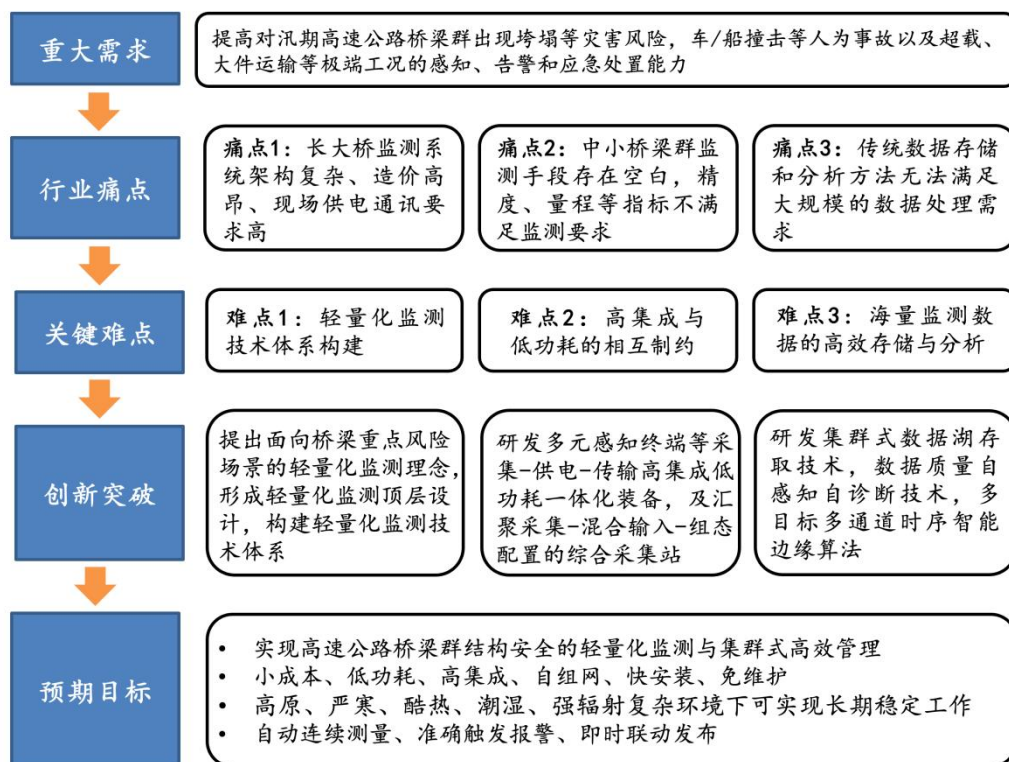 重大需求
提高对汛期高速公路桥梁群出现垮塌等灾害风险，车/船撞击等人为事故以及超载、
大件运输等极端工况的感知、告警和应急处置能力
行业痛点
痛点1：长大桥监测系
统架构复杂、造价高
昂、现场供电通讯要
求高
痛点2：中小桥梁群监
测手段存在空白，精
度、量程等指标不满
足监测要求
痛点3：传统数据存储
和分析方法无法满足
大规模的数据处理需
求
关键难点
难点1：轻量化监测
技术体系构建
难点2：高集成与
低功耗的相互制约
难点3：海量监测数
据的高效存储与分析
创新突破
提出面向桥梁重点风险
场景的轻量化监测理念，
形成轻量化监测顶层设
计，构建轻量化监测技
术体系
研发多元感知终端等采
集-供电-传输高集成低
功耗一体化装备，及汇
聚采集-混合输入-组态
配置的综合采集站
研发集群式数据湖存
取技术，数据质量自
感知自诊断技术，多
目标多通道时序智能
边缘算法
预期目标
• 实现高速公路桥梁群结构安全的轻量化监测与集群式高效管理
• 小成本、低功耗、高集成、自组网、快安装、免维护
• 高原、严寒、酷热、潮湿、强辐射复杂环境下可实现长期稳定工作
• 自动连续测量、准确触发报警、即时联动发布